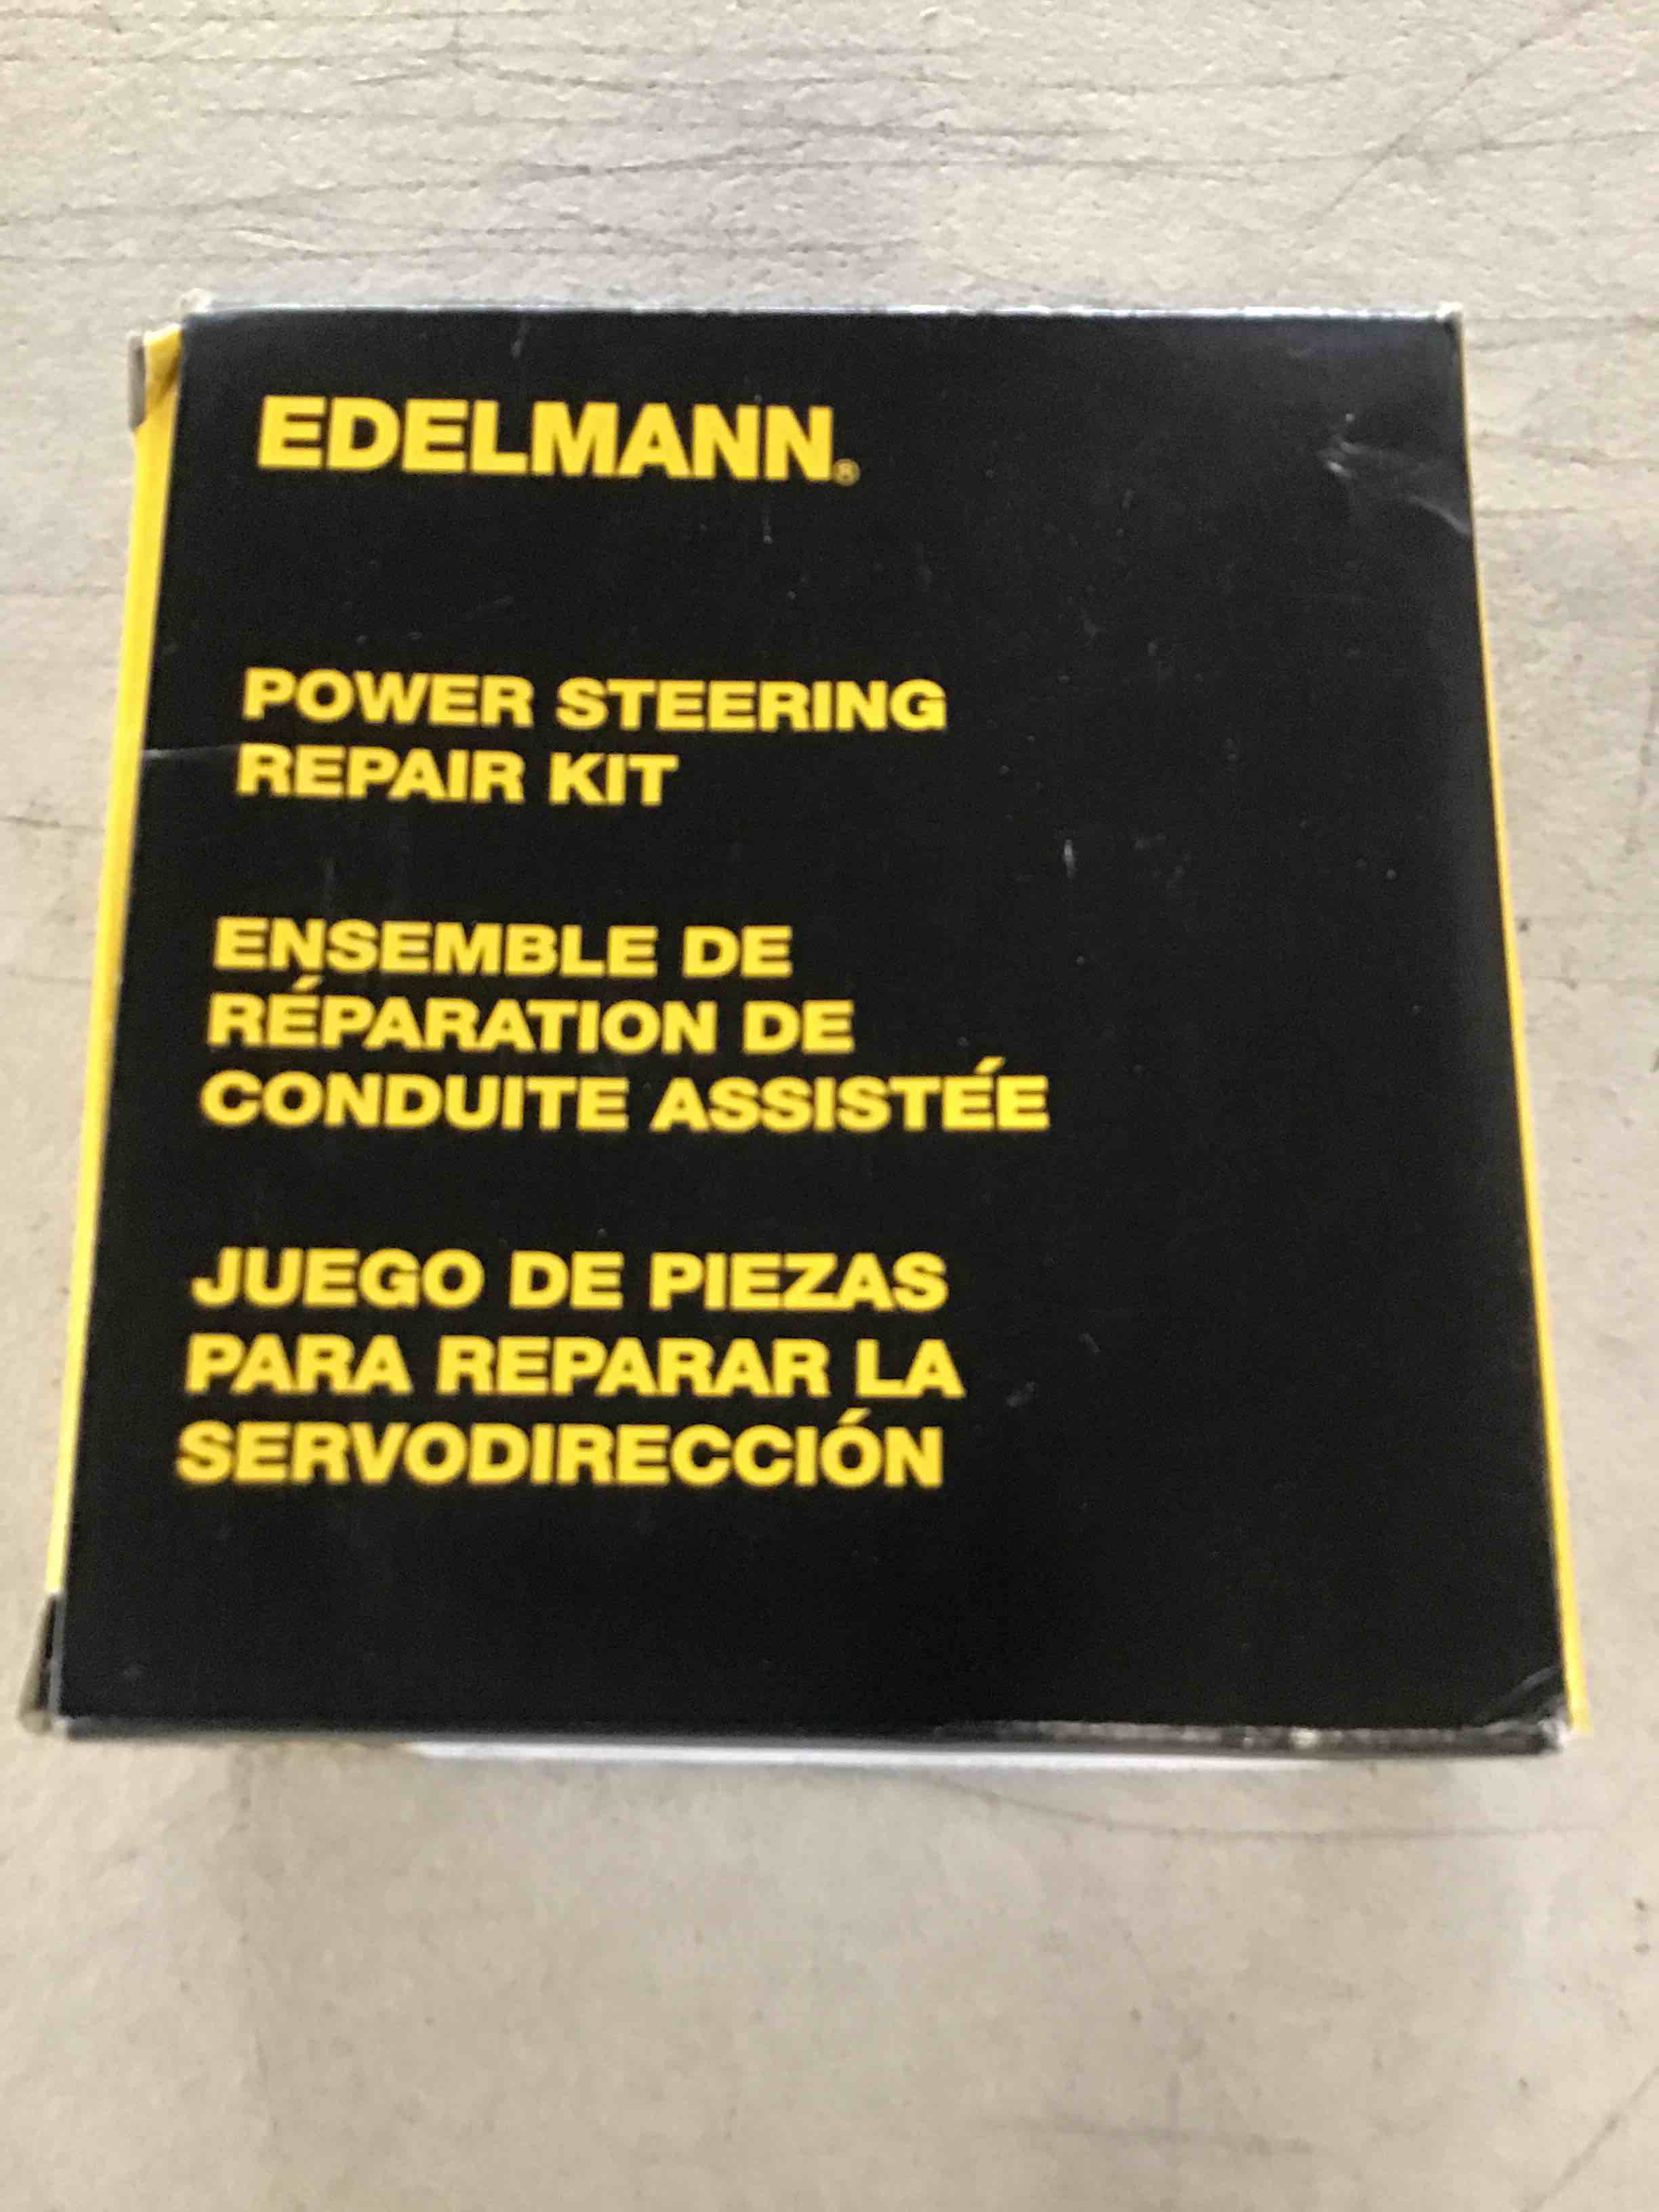 EDELMANN®
POWER STEERING
REPAIR KIT
ENSEMBLE DE
RÉPARATION DE
CONDUITE ASSISTÉE
JUEGO DE PIEZAS
PARA REPARAR LA
SERVODIRECCIÓN